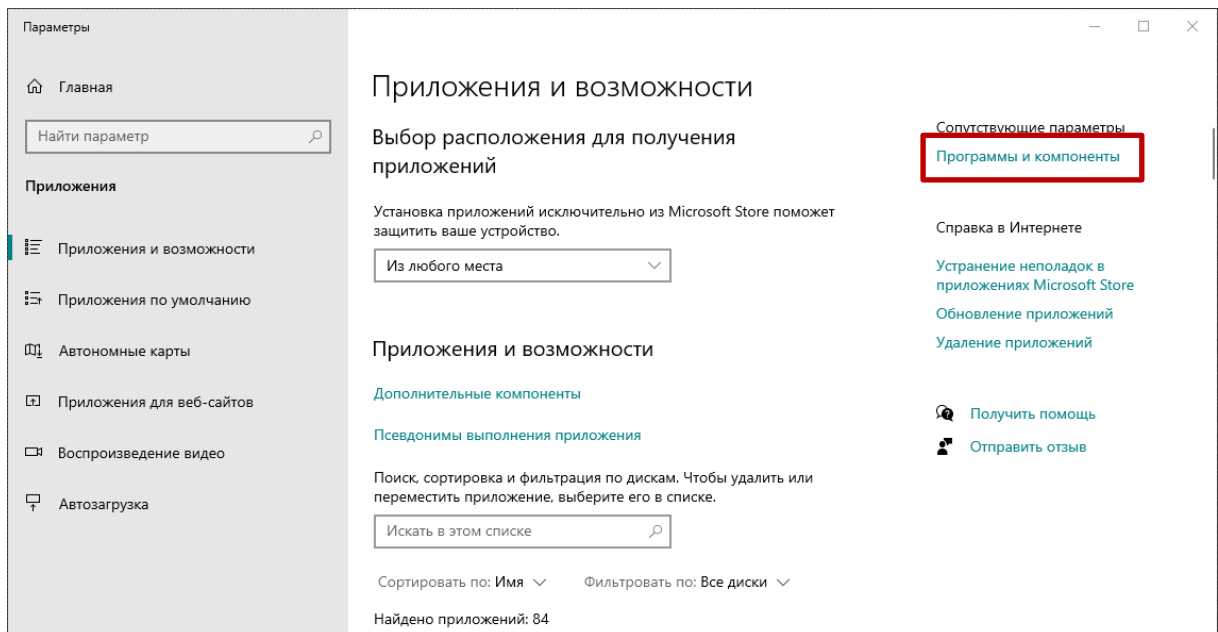 Параметры
Главная
Найти параметр
Приложения
Приложения и возможности
Приложения по умолчанию
Автономные карты
Приложения для веб-сайтов
Воспроизведение видео
Автозагрузка
Приложения и возможности
Выбор расположения для получения
приложений
Установка приложений исключительно из Microsoft Store поможет
защитить ваше устройство.
Из любого места
Приложения и возможности
Дополнительные компоненты
Псевдонимы выполнения приложения
Поиск, сортировка и фильтрация по дискам. Чтобы удалить или
переместить приложение, выберите его в списке.
Искать в этом списке
Сортировать по: Имя Фильтровать по: Все диски
Найдено приложений: 84
Сопутствующие параметры
Программы и компоненты
Справка в Интернете
Устранение неполадок в
приложениях Microsoft Store
Обновление приложений
Удаление приложений
Получить помощь
Отправить отзыв